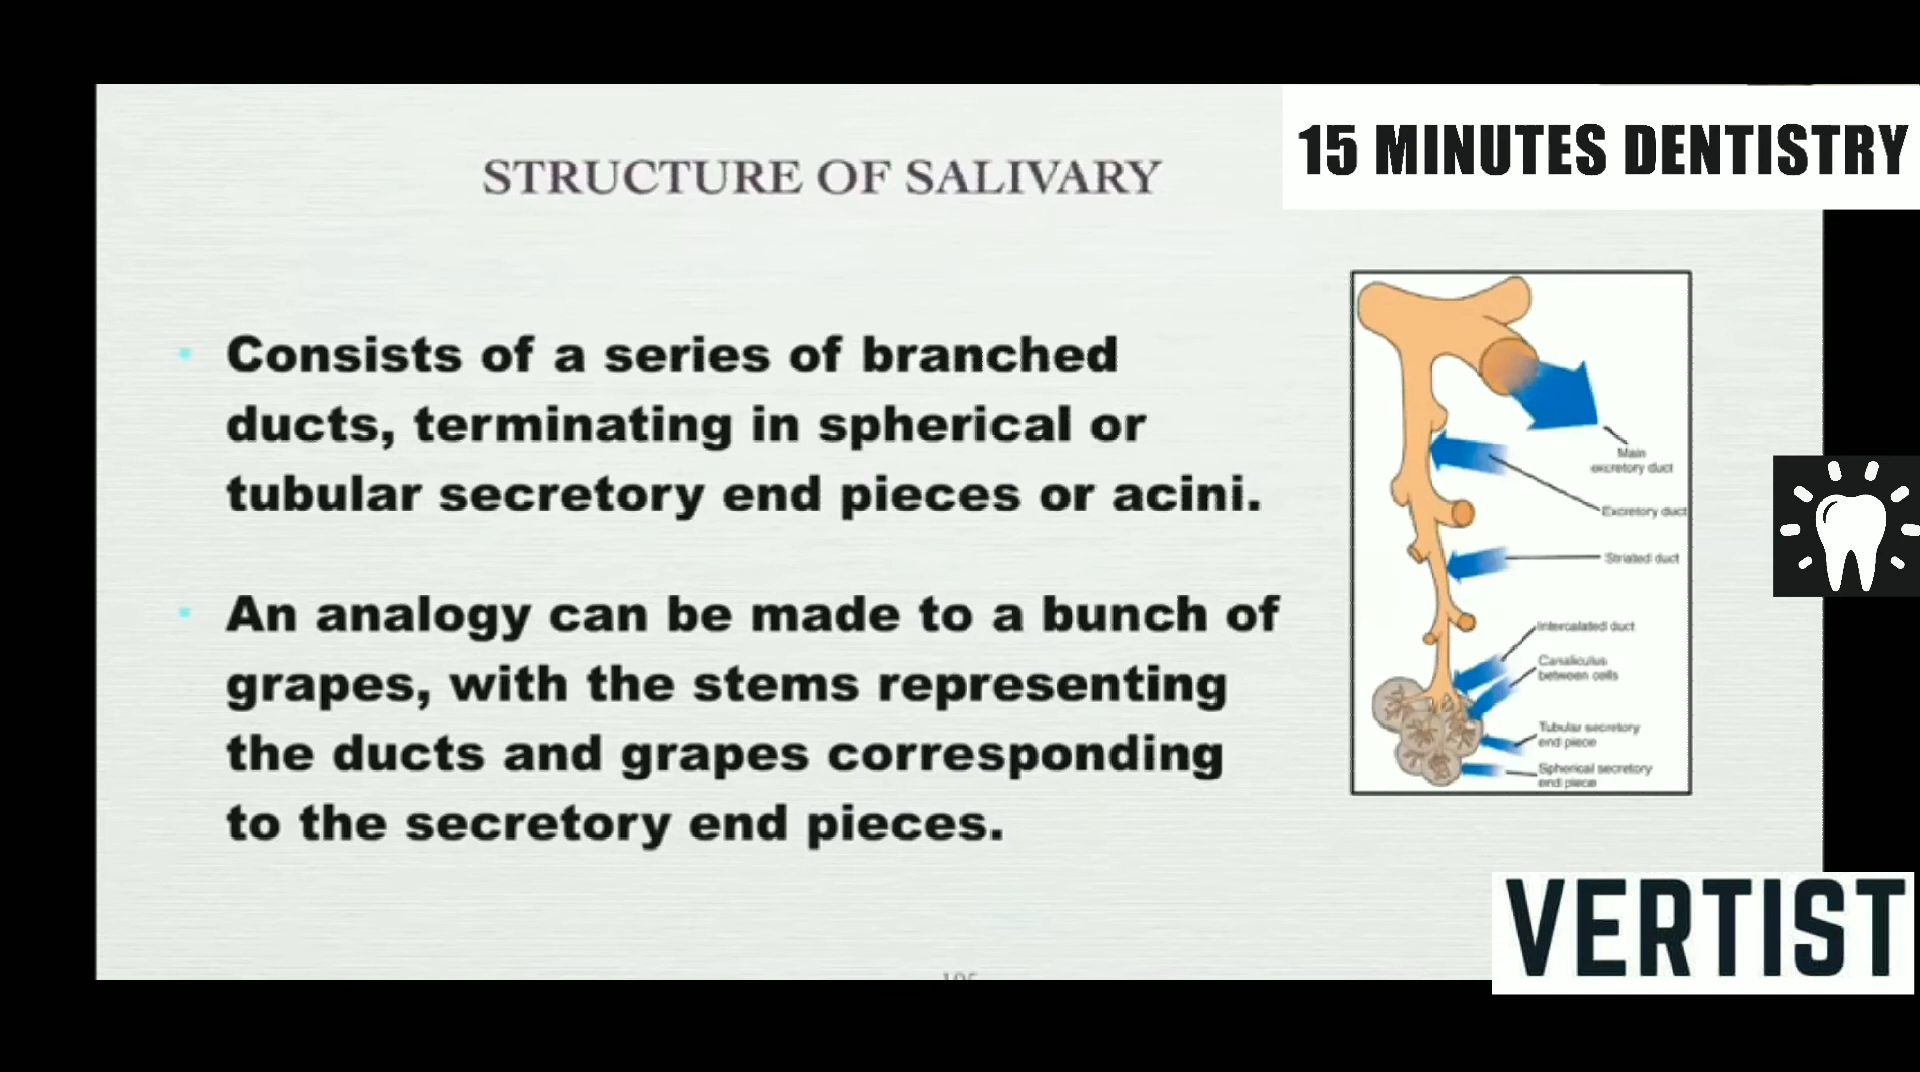 15 MINUTES DENTISTRY
STRUCTURE OF SALIVARY
Consists of a series of branched
ducts, terminating in spherical or
tubular secretory end pieces or acini.
An analogy can be made to a bunch of
grapes, with the stems representing
the ducts and grapes corresponding
to the secretory end pieces.
Main
excretory duct
Excretory duct
Striated duct
Intercalated duct
Canaliculus
between cells
Tubular secretory
end piece
Spherical secretory
end piece
VERTIST